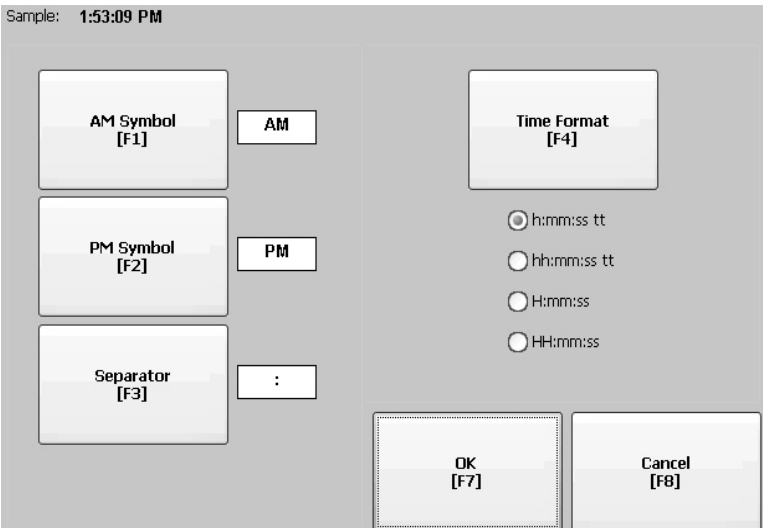 Sample: 1:53:09 PM
AM Symbol
[F1]
AM
PM Symbol
[F2]
PM
Separator
[F3]
:
Time Format
[F4]
h:mm:ss tt
hh:mm:ss tt
H:mm:ss
HH:mm:ss
OK
[F7]
Cancel
[F8]